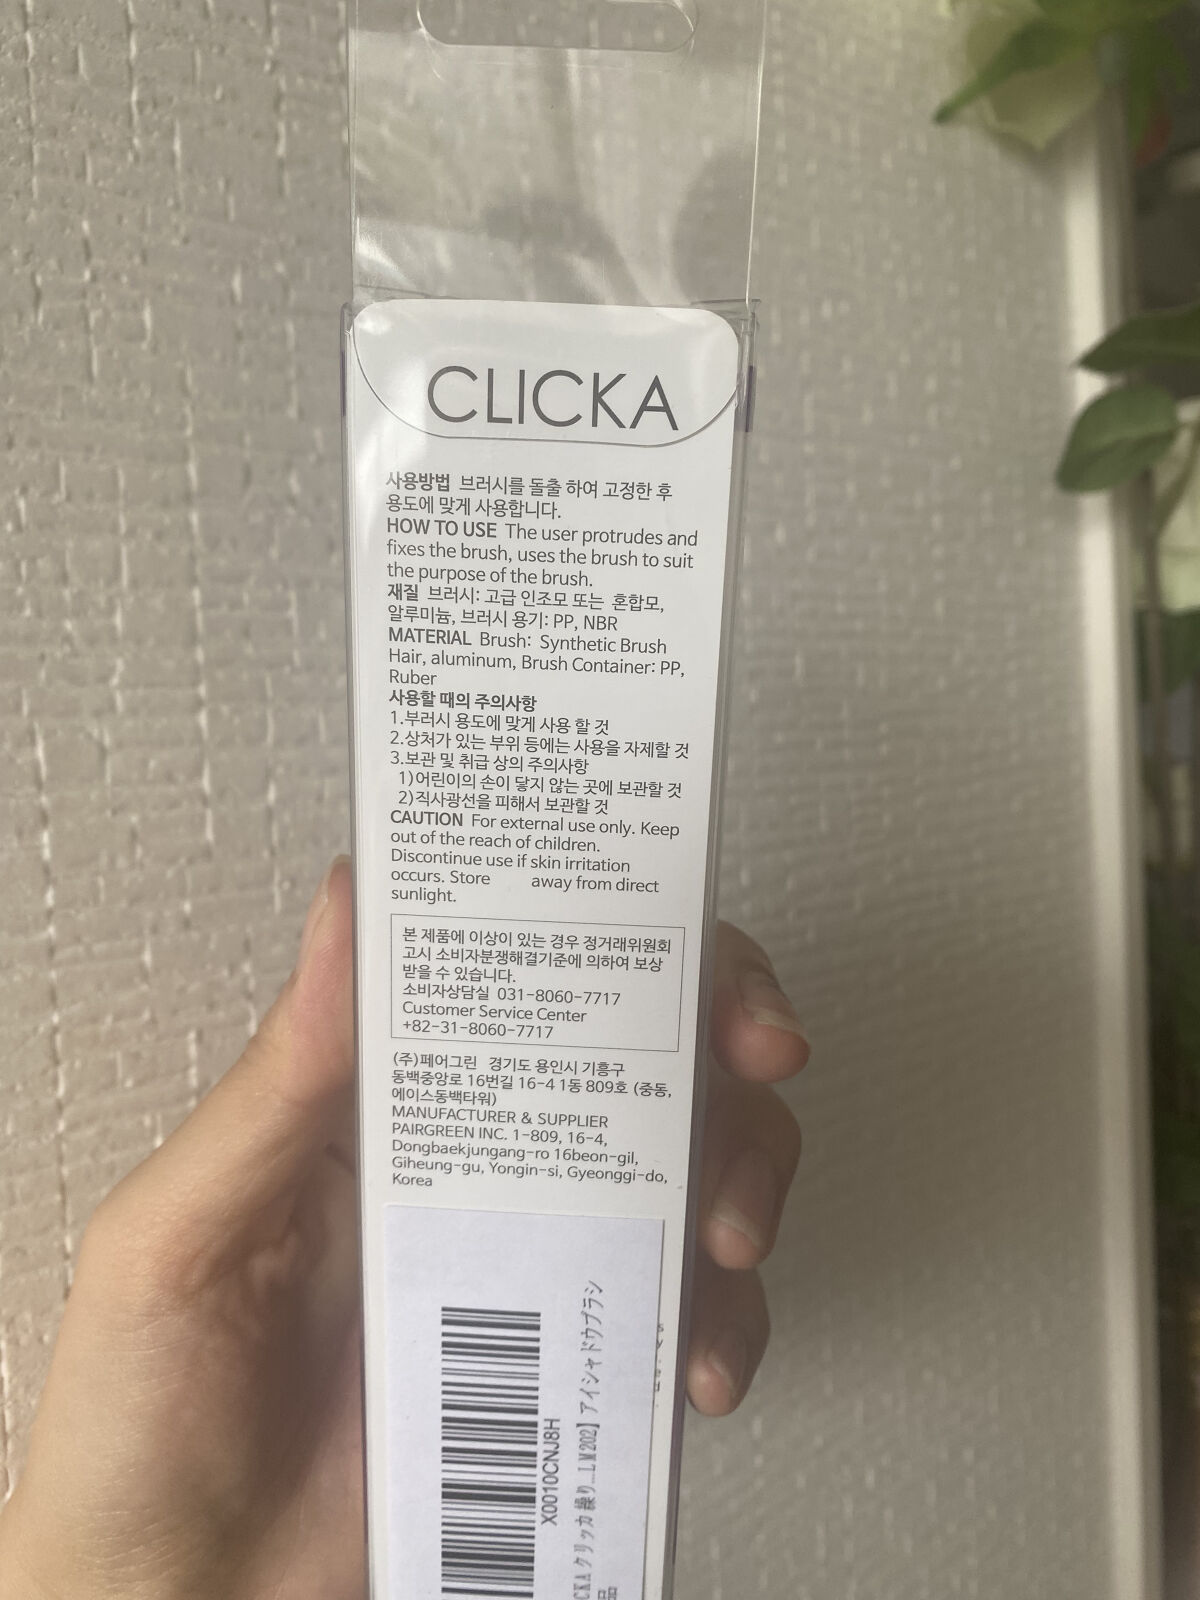 CLICKA
사용방법 브러시를 돌출 하여 고정한 후
용도에 맞게 사용합니다.
HOW TO USE The user protrudes and
fixes the brush, uses the brush to suit
the purpose of the brush.
재질 브러시: 고급 인조모 또는 혼합모,
알루미늄, 브러시 용기: PP, NBR
MATERIAL Brush: Synthetic Brush
Hair, aluminum, Brush Container: PP,
Ruber
사용할 때의 주의사항
1.부러시 용도에 맞게 사용 할 것
2.상처가 있는 부위 등에는 사용을 자제할 것
3.보관 및 취급 상의 주의사항
1)어린이의 손이 닿지 않는 곳에 보관할 것
2)직사광선을 피해서 보관할 것
CAUTION For external use only. Keep
out of the reach of children.
Discontinue use if skin irritation
occurs. Store away from direct
sunlight.
본 제품에 이상이 있는 경우 정거래위원회
고시 소비자분쟁해결기준에 의하여 보상
받을 수 있습니다.
소비자상담실 031-8060-7717
Customer Service Center
+82-31-8060-7717
(주)페어그린 경기도 용인시 기흥구
동백중앙로 16번길 16-4 1동 809호 (중동,
에이스동백타워)
MANUFACTURER & SUPPLIER
PAIRGREEN INC. 1-809, 16-4,
Dongbaekjungang-ro 16beon-gil,
Giheung-gu, Yongin-si, Gyeonggi-do,
Korea
X0010CNJ8H
CKA クリッカ 繰り...LM202】アイシャドウブラシ
品